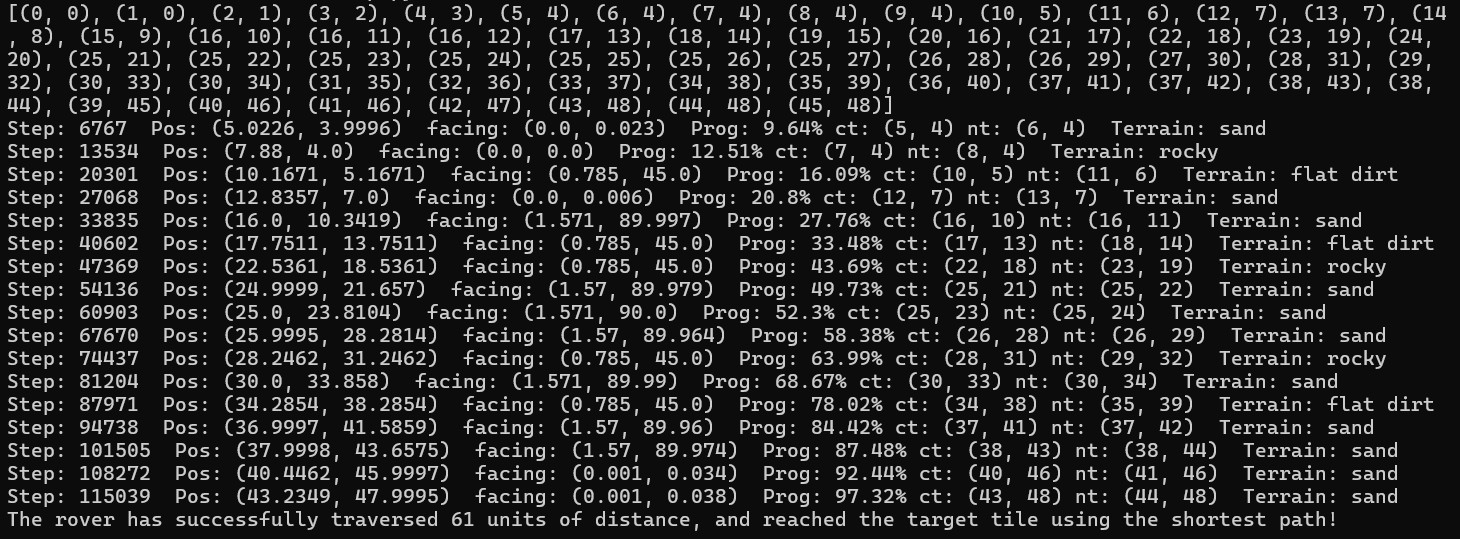 [(0, 0), (1, 0), (2, 1), (3, 2), (4, 3), (5, 4), (6, 4), (7, 4), (8, 4), (9, 4), (10, 5), (11, 6), (12, 7), (13, 7), (14
, 8), (15, 9), (16, 10), (16, 11), (16, 12), (17, 13), (18, 14), (19, 15), (20, 16), (21, 17), (22, 18), (23, 19), (24,
20), (25, 21), (25, 22), (25, 23), (25, 24), (25, 25), (25, 26), (25, 27), (26, 28), (26, 29), (27, 30), (28, 31), (29,
32), (30, 33), (30, 34), (31, 35), (32, 36), (33, 37), (34, 38), (35, 39), (36, 40), (37, 41), (37, 42), (38, 43), (38,
44), (39, 45), (40, 46), (41, 46), (42, 47), (43, 48), (44, 48), (45, 48)]
Step: 6767  Pos: (5.0226, 3.9996)  facing: (0.0, 0.023)  Prog: 9.64% ct: (5, 4) nt: (6, 4)  Terrain: sand
Step: 13534  Pos: (7.88, 4.0)  facing: (0.0, 0.0)  Prog: 12.51% ct: (7, 4) nt: (8, 4)  Terrain: rocky
Step: 20301  Pos: (10.1671, 5.1671)  facing: (0.785, 45.0)  Prog: 16.09% ct: (10, 5) nt: (11, 6)  Terrain: flat dirt
Step: 27068  Pos: (12.8357, 7.0)  facing: (0.0, 0.006)  Prog: 20.8% ct: (12, 7) nt: (13, 7)  Terrain: sand
Step: 33835  Pos: (16.0, 10.3419)  facing: (1.571, 89.997)  Prog: 27.76% ct: (16, 10) nt: (16, 11)  Terrain: sand
Step: 40602  Pos: (17.7511, 13.7511)  facing: (0.785, 45.0)  Prog: 33.48% ct: (17, 13) nt: (18, 14)  Terrain: flat dirt
Step: 47369  Pos: (22.5361, 18.5361)  facing: (0.785, 45.0)  Prog: 43.69% ct: (22, 18) nt: (23, 19)  Terrain: rocky
Step: 54136  Pos: (24.9999, 21.657)  facing: (1.57, 89.979)  Prog: 49.73% ct: (25, 21) nt: (25, 22)  Terrain: sand
Step: 60903  Pos: (25.0, 23.8104)  facing: (1.571, 90.0)  Prog: 52.3% ct: (25, 23) nt: (25, 24)  Terrain: sand
Step: 67670  Pos: (25.9995, 28.2814)  facing: (1.57, 89.964)  Prog: 58.38% ct: (26, 28) nt: (26, 29)  Terrain: sand
Step: 74437  Pos: (28.2462, 31.2462)  facing: (0.785, 45.0)  Prog: 63.99% ct: (28, 31) nt: (29, 32)  Terrain: rocky
Step: 81204  Pos: (30.0, 33.858)  facing: (1.571, 89.99)  Prog: 68.67% ct: (30, 33) nt: (30, 34)  Terrain: sand
Step: 87971  Pos: (34.2854, 38.2854)  facing: (0.785, 45.0)  Prog: 78.02% ct: (34, 38) nt: (35, 39)  Terrain: flat dirt
Step: 94738  Pos: (36.9997, 41.5859)  facing: (1.57, 89.96)  Prog: 84.42% ct: (37, 41) nt: (37, 42)  Terrain: sand
Step: 101505  Pos: (37.9998, 43.6575)  facing: (1.57, 89.974)  Prog: 87.48% ct: (38, 43) nt: (38, 44)  Terrain: sand
Step: 108272  Pos: (40.4462, 45.9997)  facing: (0.001, 0.034)  Prog: 92.44% ct: (40, 46) nt: (41, 46)  Terrain: sand
Step: 115039  Pos: (43.2349, 47.9995)  facing: (0.001, 0.038)  Prog: 97.32% ct: (43, 48) nt: (44, 48)  Terrain: sand
The rover has successfully traversed 61 units of distance, and reached the target tile using the shortest path!